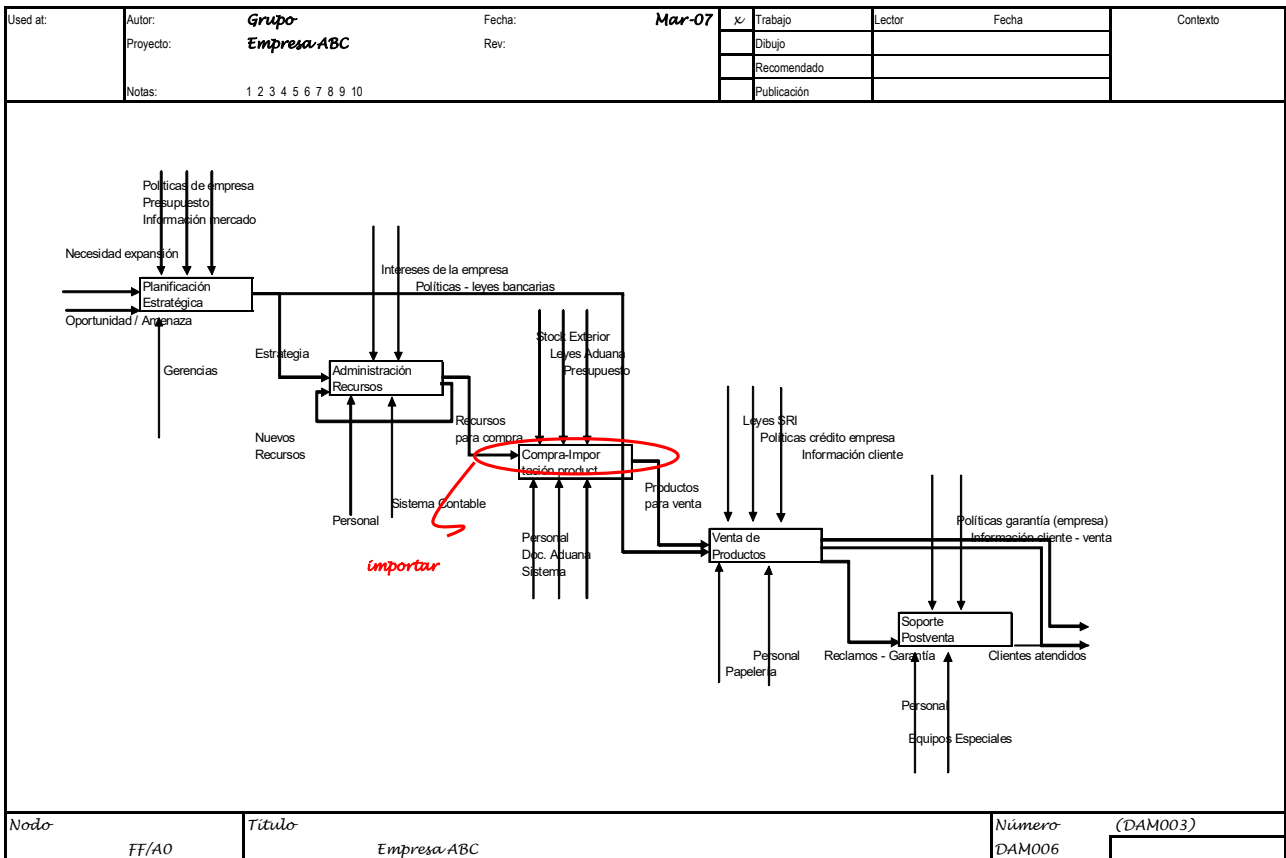 Used at:
Autor: Grupo Fecha: Mar-07
Proyecto: Empresa ABC Rev:
Notas: 1 2 3 4 5 6 7 8 9 10
x Trabajo
Dibujo
Recomendado
Publicación
Lector Fecha
Contexto
Políticas de empresa
Presupuesto
Información mercado
Necesidad expansión
Planificación
Estratégica
Oportunidad / Amenaza
Gerencias
Intereses de la empresa
Políticas - leyes bancarias
Estrategia
Administración
Recursos
Nuevos
Recursos
Personal
Sistema Contable
Recursos
para compra
Stock Exterior
Leyes Aduana
Presupuesto
Compra-Impor
tación product
importar
Personal
Doc. Aduana
Sistema
Productos
para venta
Leyes SRI
Políticas crédito empresa
Información cliente
Venta de
Productos
Personal
Papelería
Políticas garantía (empresa)
Información cliente - venta
Soporte
Postventa
Reclamos - Garantía
Clientes atendidos
Personal
Equipos Especiales
Nodo
FF/A0
Título
Empresa ABC
Número
DAM006
(DAM003)